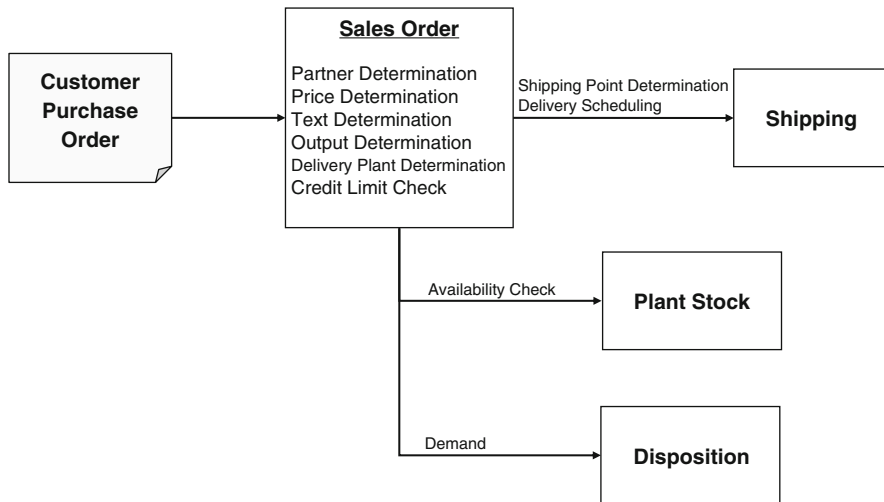 Customer
Purchase
Order
Sales Order
Partner Determination
Price Determination
Text Determination
Output Determination
Delivery Plant Determination
Credit Limit Check
Shipping Point Determination
Delivery Scheduling
Shipping
Availability Check
Plant Stock
Demand
Disposition